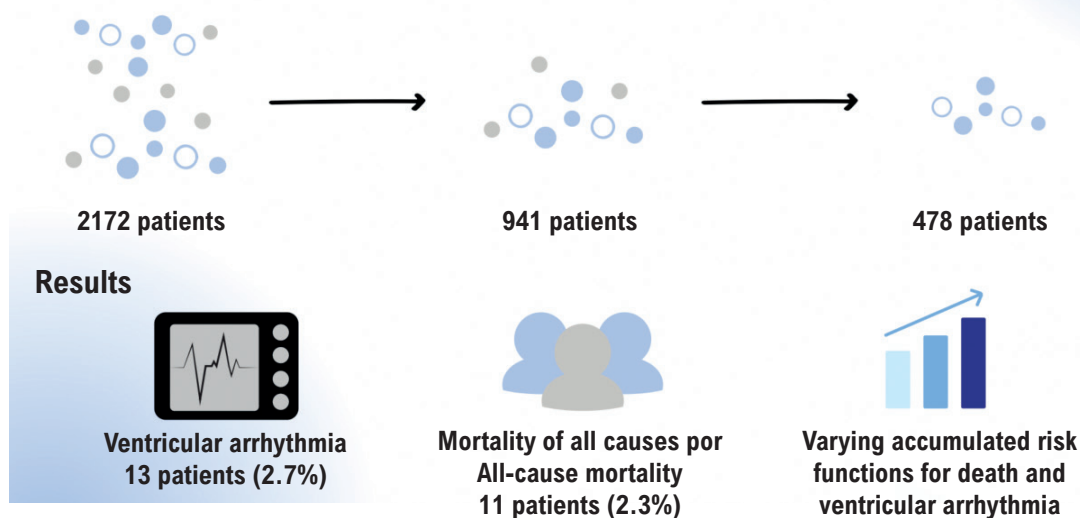 2172 patients
941 patients
478 patients
Results
Ventricular arrhythmia
13 patients (2.7%)
Mortality of all causes por
All-cause mortality
11 patients (2.3%)
Varying accumulated risk
functions for death and
ventricular arrhythmia